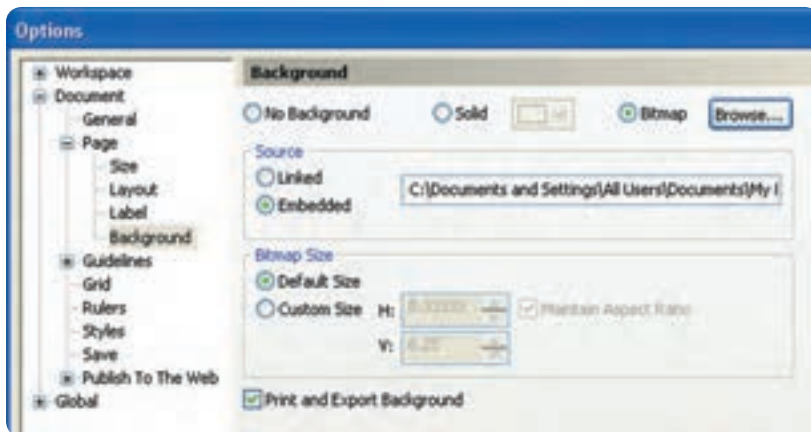 Options
Workspace
Document
General
Page
Size
Layout
Label
Background
Guidelines
Grid
Rulers
Styles
Save
Publish To The Web
Global
Background
No Background Solid Bitmap Browse...
Source
Linked
Embedded
C:\Documents and Settings\All Users\Documents\My
Bitmap Size
Default Size
Custom Size H: Maintain Aspect Ratio
V: 6.25
Print and Export Background